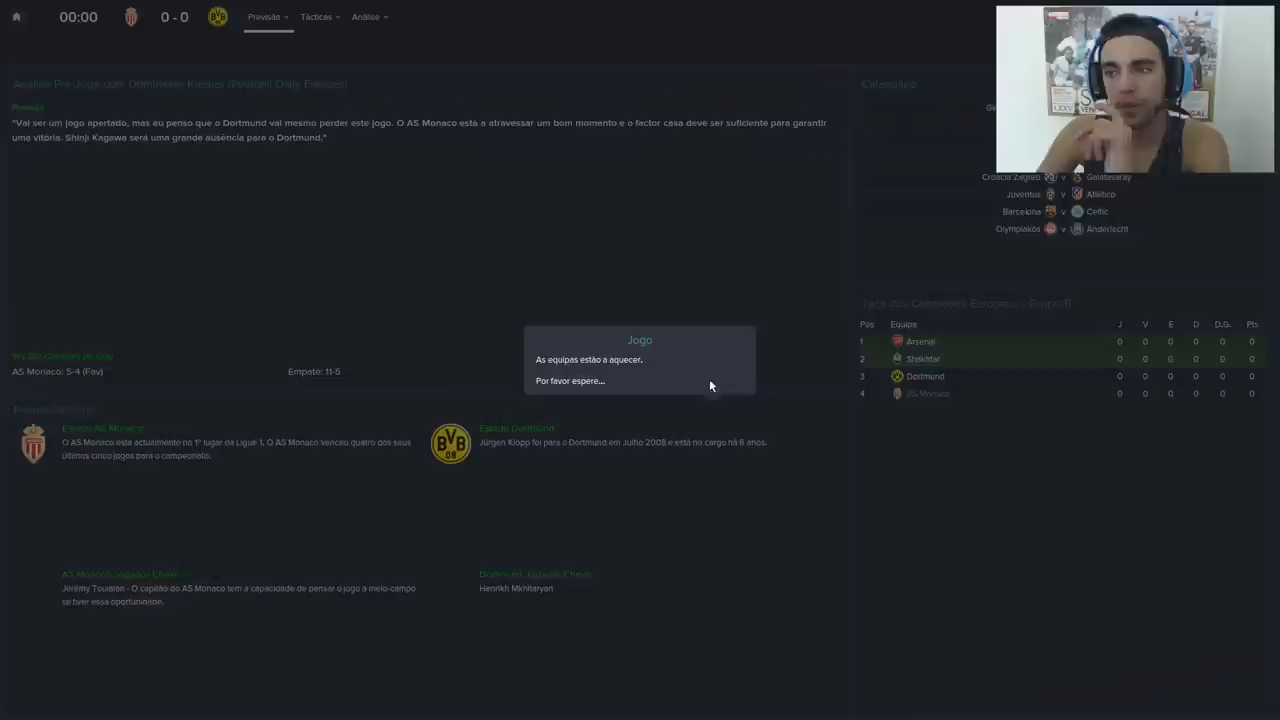 00:00
0 - 0
BVB
09
Previsão
Tácticas
Análise
Análise Pré-Jogo com
(Football Only Frances)
Calendário
Previsão
"Vai ser um jogo apertado, mas eu penso que o Dortmund vai mesmo perder este jogo. O AS Monaco está a atravessar um bom momento e o factor casa deve ser suficiente para garantir
uma vitória. Shinji Kagawa será uma grande ausência para o Dortmund."
Croácia Zagreb v Galatasaray
Juventus v Atlético
Barcelona v Celtic
Olympiakos v Anderlecht
Taça dos Campeões Europeus - Grupo B
Pos Equipa J V E D D.G. Pts
1 Arsenal 0 0 0 0 0 0
2 Shakhtar 0 0 0 0 0 0
3 Dortmund 0 0 0 0 0 0
4 AS Monaco 0 0 0 0 0 0
Jogo
As equipas estão a aquecer.
Por favor espere...
AS Monaco: 5-4 (Fav)
Empate: 11-5
Estado AS Monaco
O AS Monaco está actualmente no 1º lugar da Ligue 1. O AS Monaco venceu quatro dos seus
últimos cinco jogos para o campeonato.
BVB
09
Estado Dortmund
Jürgen Klopp foi para o Dortmund em Julho 2008 e está no cargo há 6 anos.
AS Monaco Jogador Chave
Jérémy Toulalan - O capitão do AS Monaco tem a capacidade de pensar o jogo a meio-campo
se tiver essa oportunidade.
Dortmund Jogador Chave
Henrikh Mkhitaryan